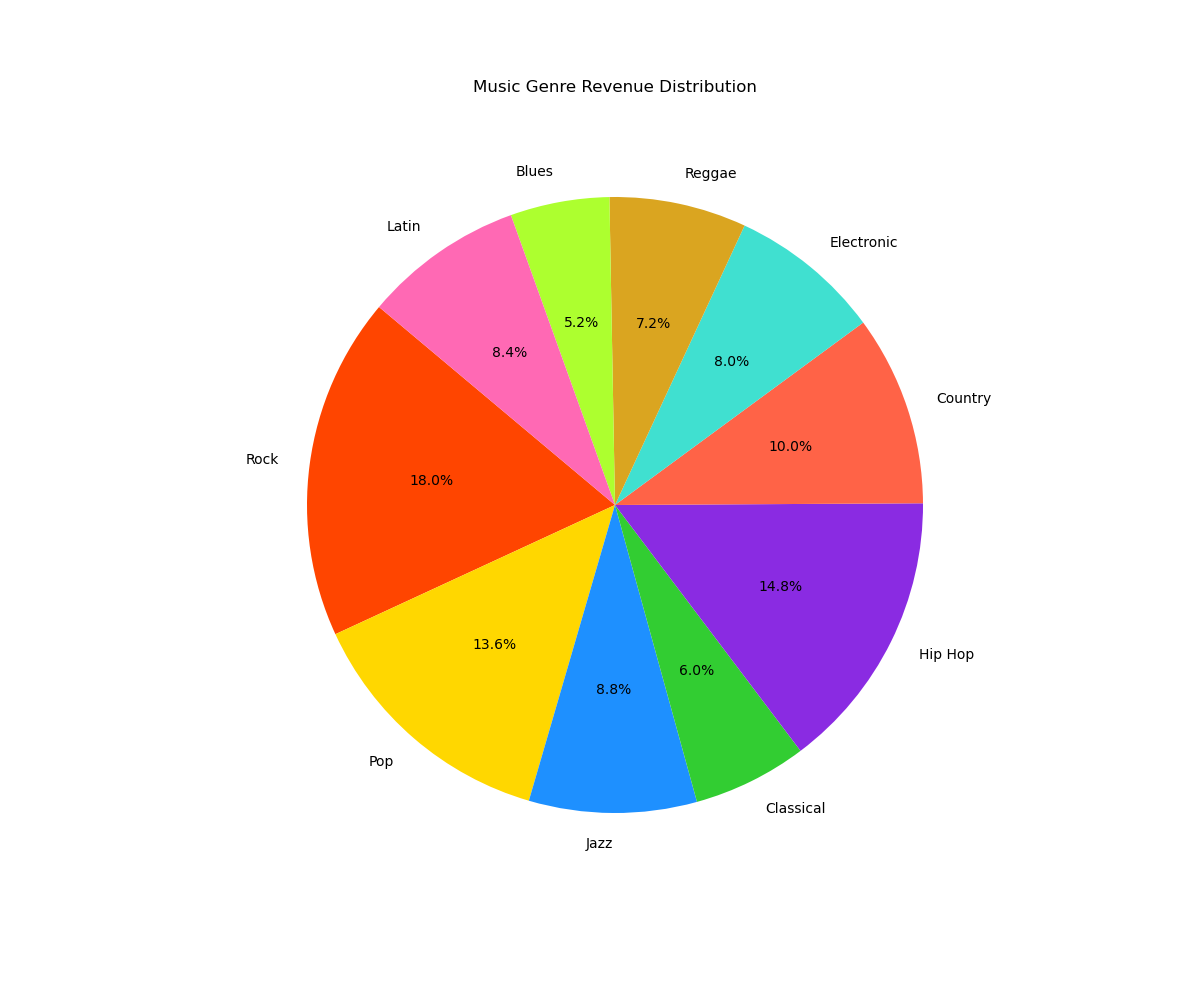 Music Genre Revenue Distribution
Blues
Reggae
Latin
Electronic
5.2%
7.2%
8.4%
8.0%
Country
10.0%
Rock
18.0%
14.8%
13.6%
6.0%
Hip Hop
8.8%
Pop
Classical
Jazz